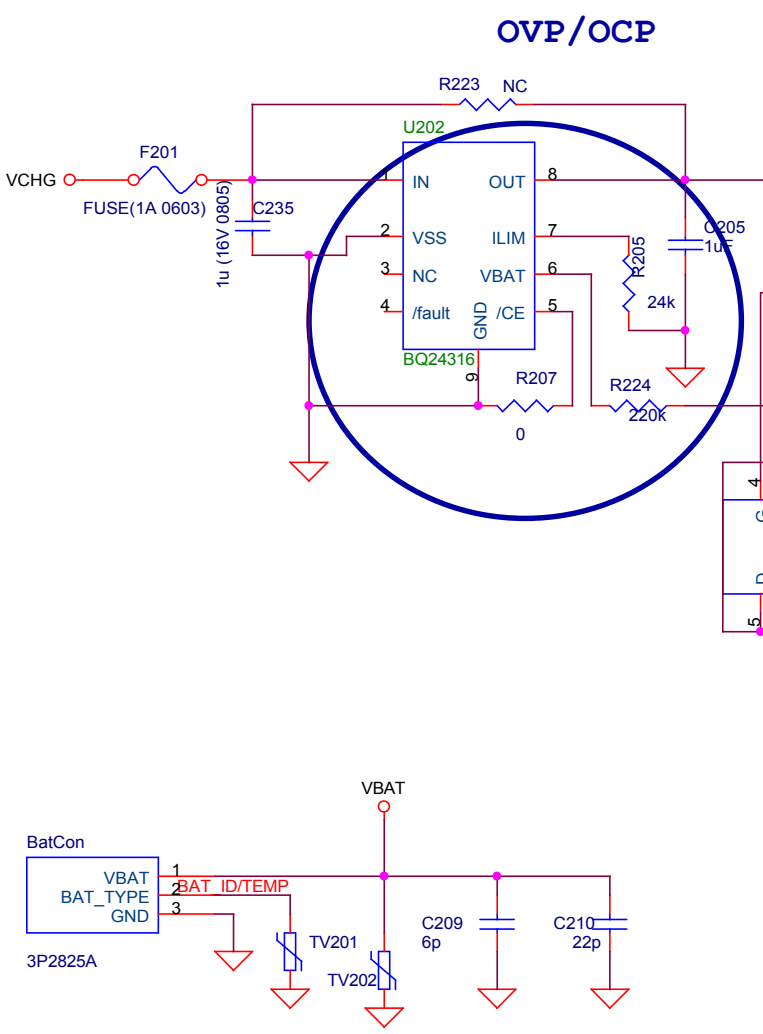 OVP/OCP
R223 NC
U202
F201
VCHG
FUSE(1A 0603)
1u (16V 0805)
C235
1 IN OUT 8
2 VSS ILIM 7
3 NC VBAT 6
4 /fault GND /CE 5
BQ24316
9
R205
24k
C205
1uF
R207
0
R224
220k
4
G
D
5
VBAT
BatCon
VBAT 1
BAT_TYPE 2 BAT_ID/TEMP
GND 3
3P2825A
TV201
TV202
C209
6p
C210
22p